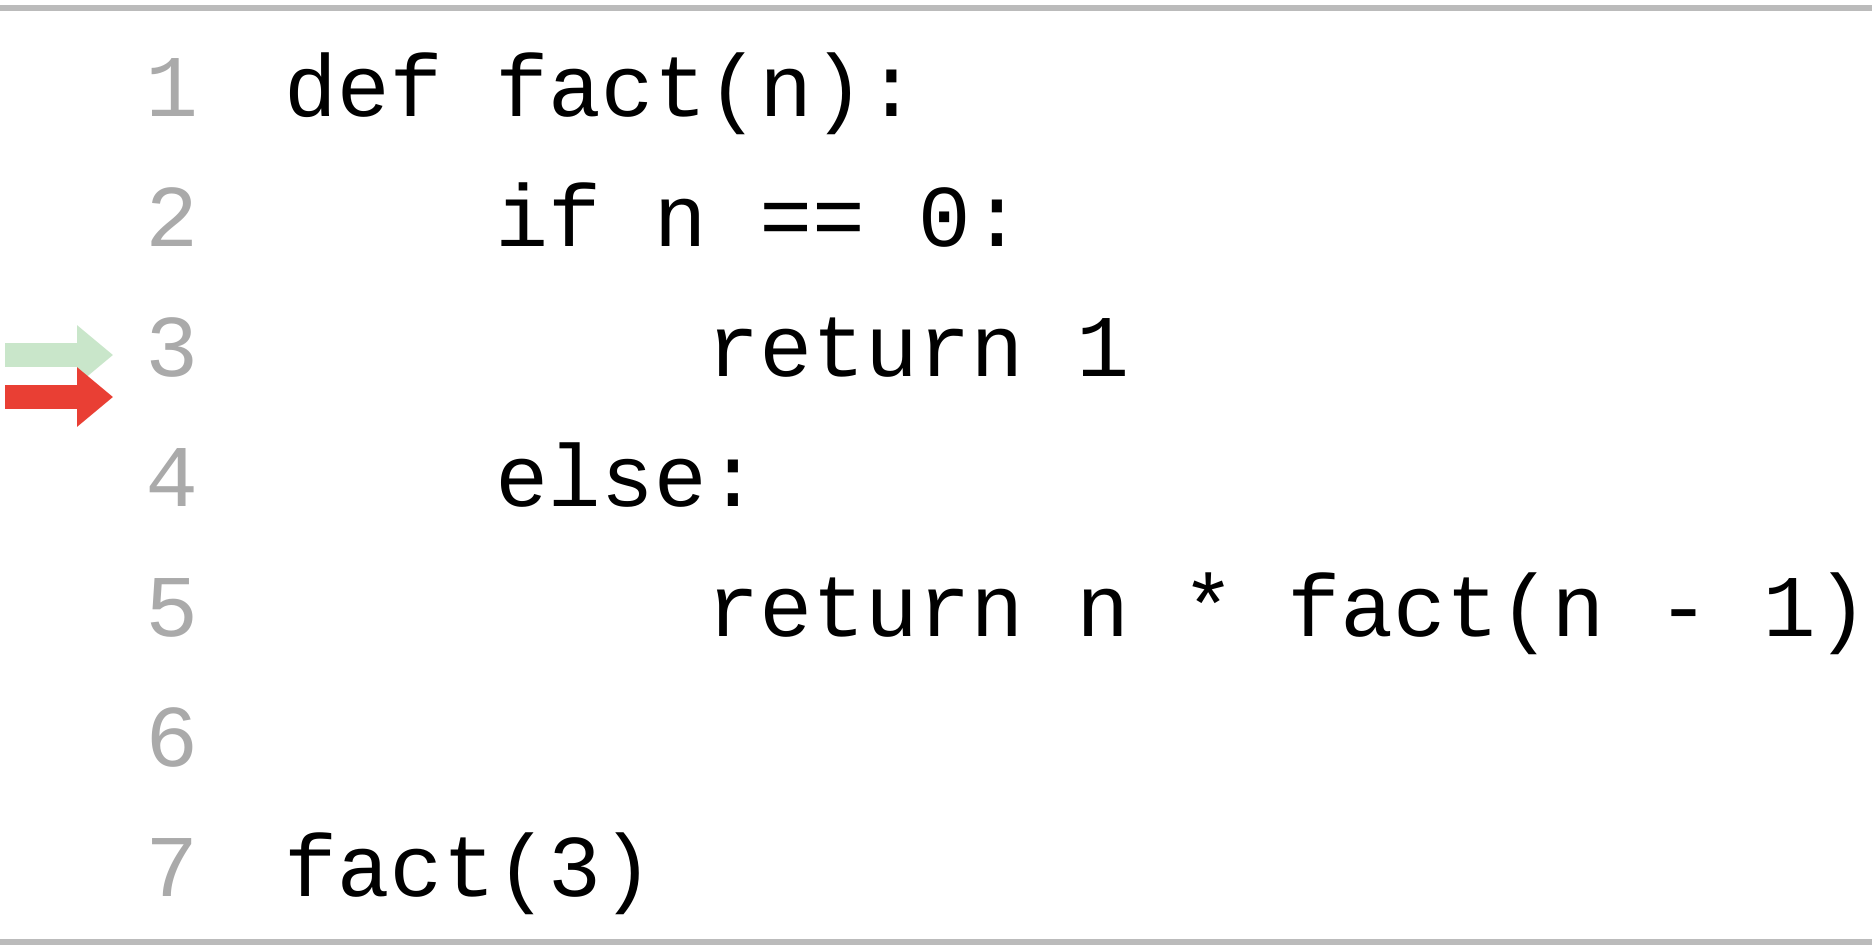 1 def fact(n):
2     if n == 0:
3         return 1
4     else:
5         return n * fact(n - 1)
6
7 fact(3)